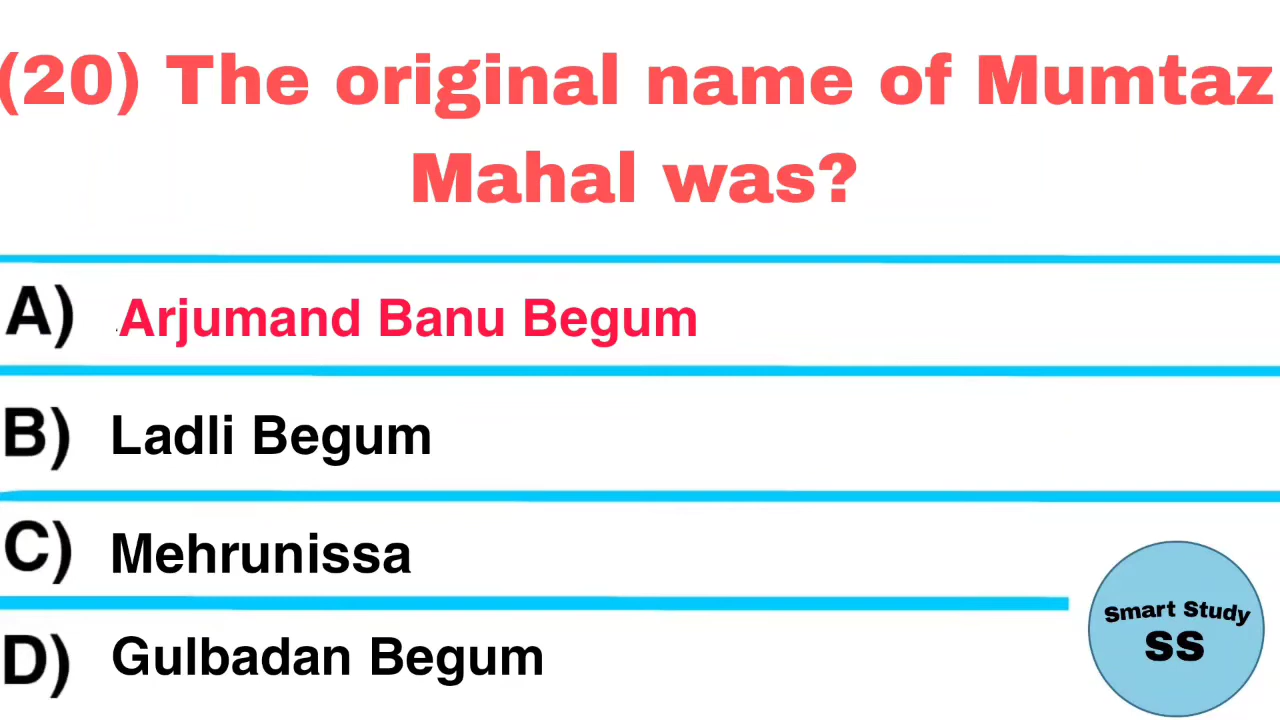 (20) The original name of Mumtaz
Mahal was?
A) Arjumand Banu Begum
B) Ladli Begum
C) Mehrunissa
D) Gulbadan Begum
Smart Study
SS